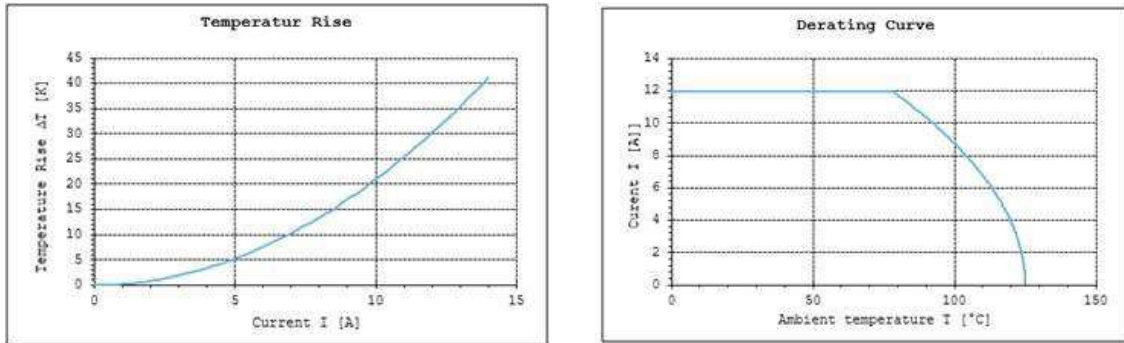 Temperatur Rise
45
40
35
30
25
20
15
10
5
0
Temperature Rise ΔT [K]
0 5 10 15
Current I [A]
Derating Curve
14
12
10
8
6
4
2
0
Curent I [A]]
0 50 100 150
Ambient temperature T [°C]